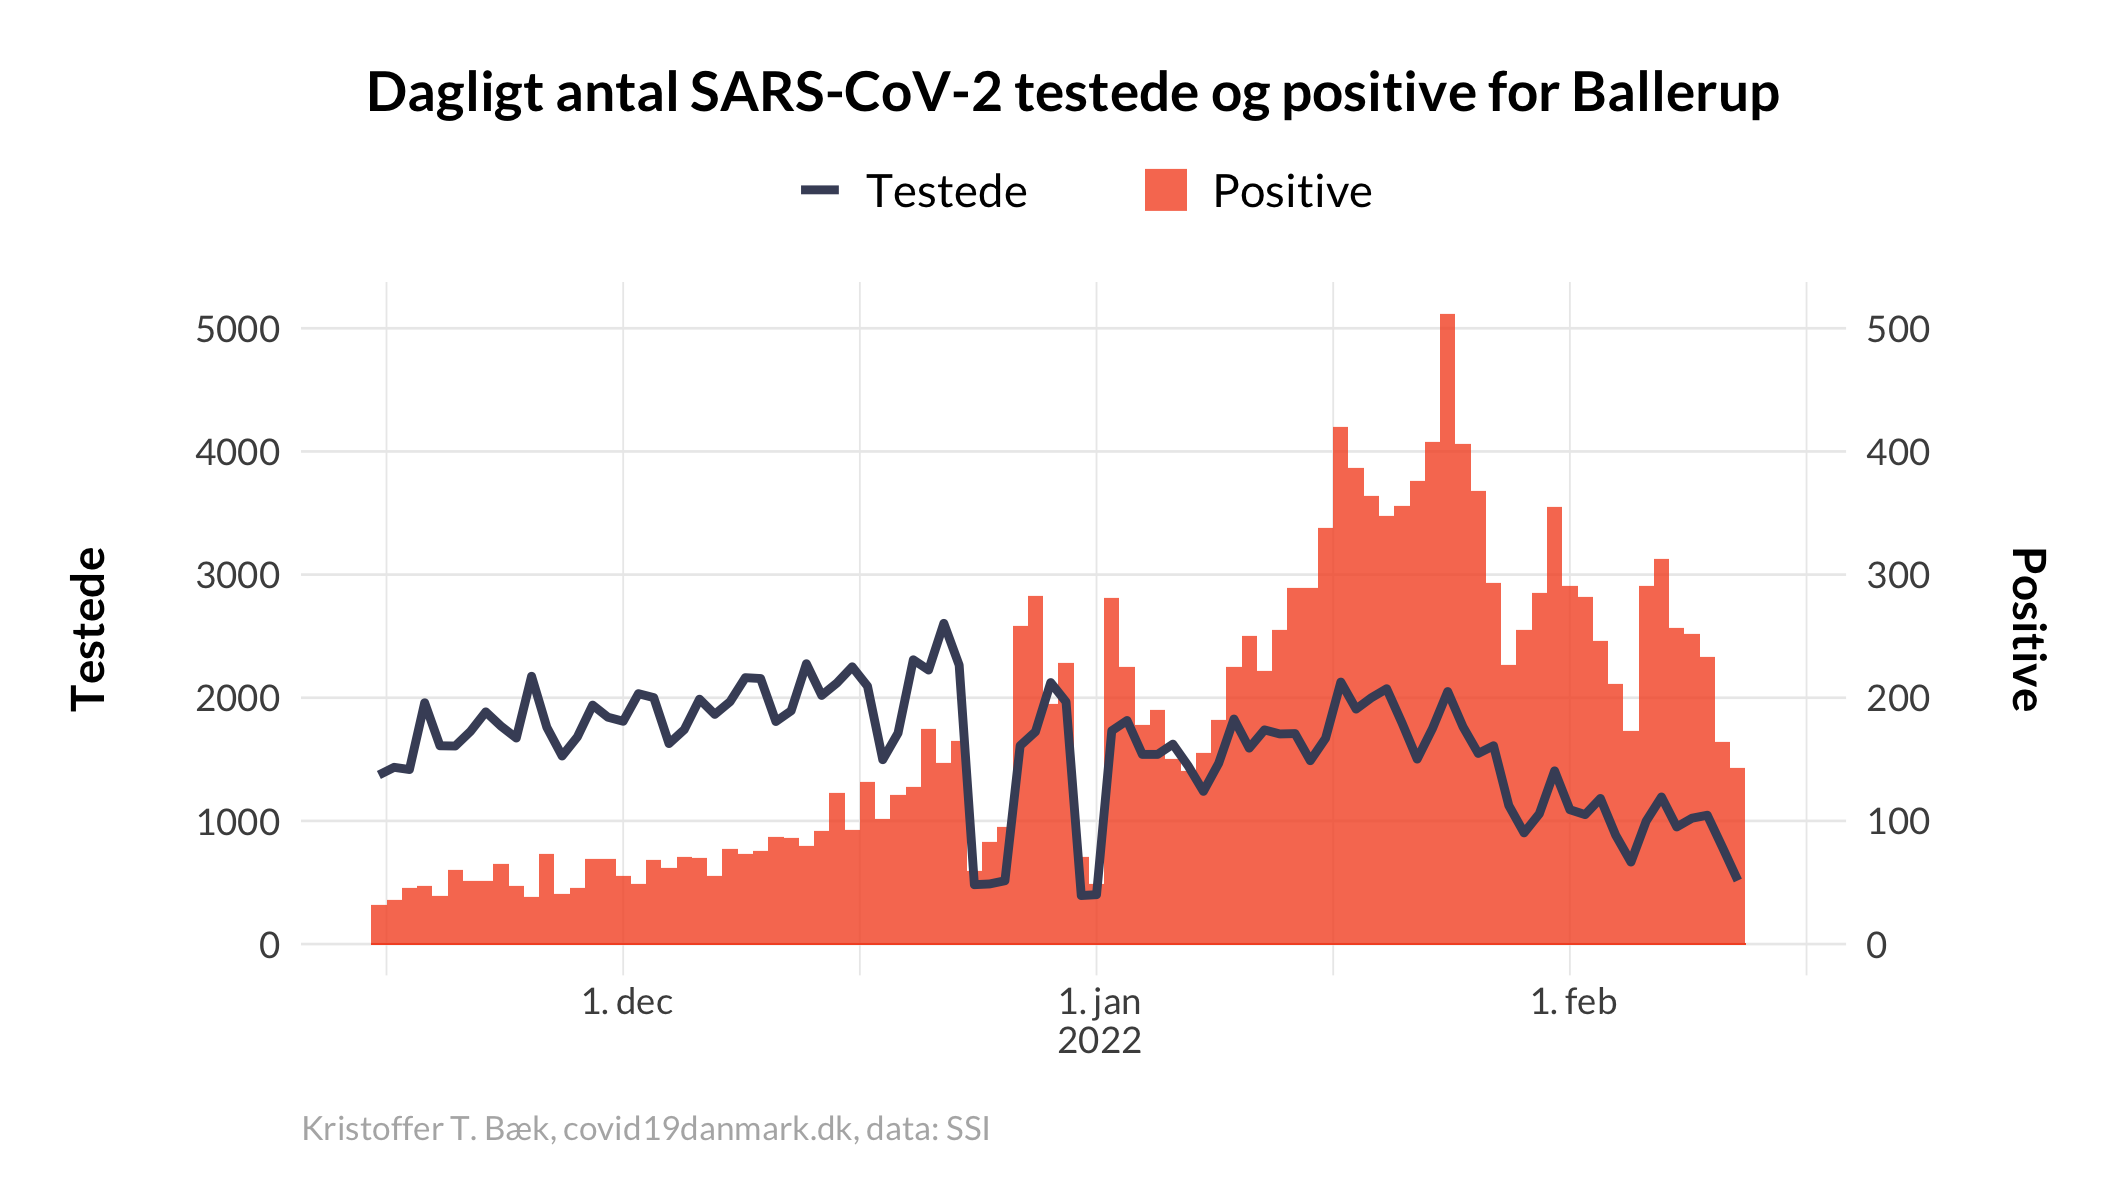 Dagligt antal SARS-CoV-2 testede og positive for Ballerup
Testede
Positive
5000
4000
3000
2000
1000
0
Testede
500
400
300
200
100
0
Positive
1. dec
1. jan
2022
1. feb
Kristoffer T. Bæk, covid19danmark.dk, data: SSI